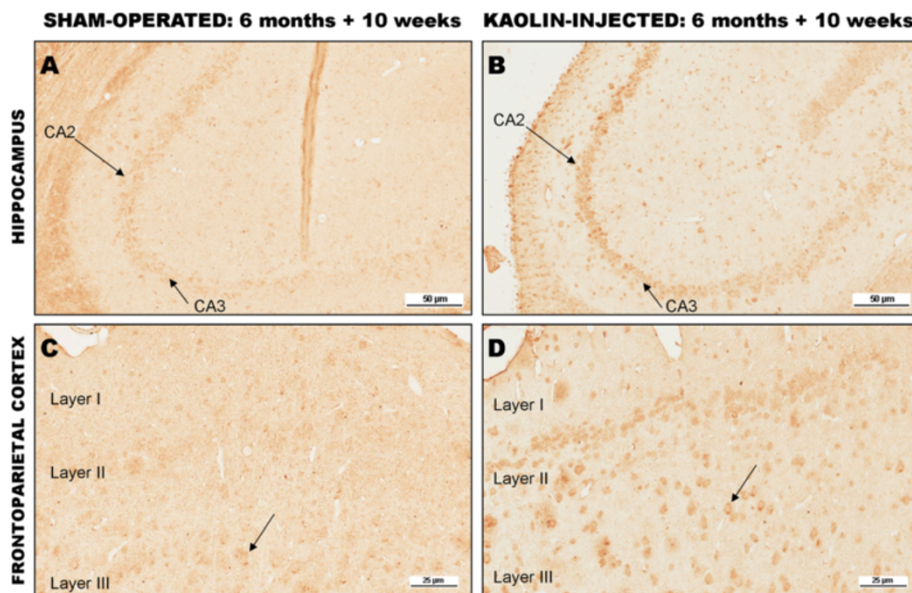 SHAM-OPERATED: 6 months + 10 weeks
KAOLIN-INJECTED: 6 months + 10 weeks
HIPPOCAMPUS
A
CA2
CA3
50 µm
B
CA2
CA3
50 µm
FRONTOPARIETAL CORTEX
C
Layer I
Layer II
Layer III
25 µm
D
Layer I
Layer II
Layer III
25 µm